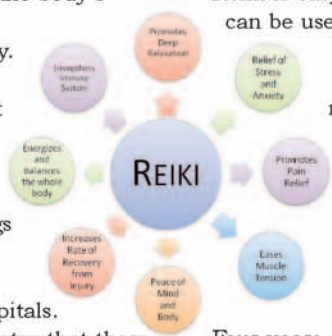 can be use
y.
t
gs
pitals.
Promotes
Deep
Relaxation
Relief of
Stress
and
Anxiety
Promotes
Pain
Relief
Eases
Muscle
Tension
Peace of
Mind
and
Body
Increases
Rate of
Recovery
from
Injury
Energizes
and
Balances
the whole
body
Strengthens
Immune
System
REIKI